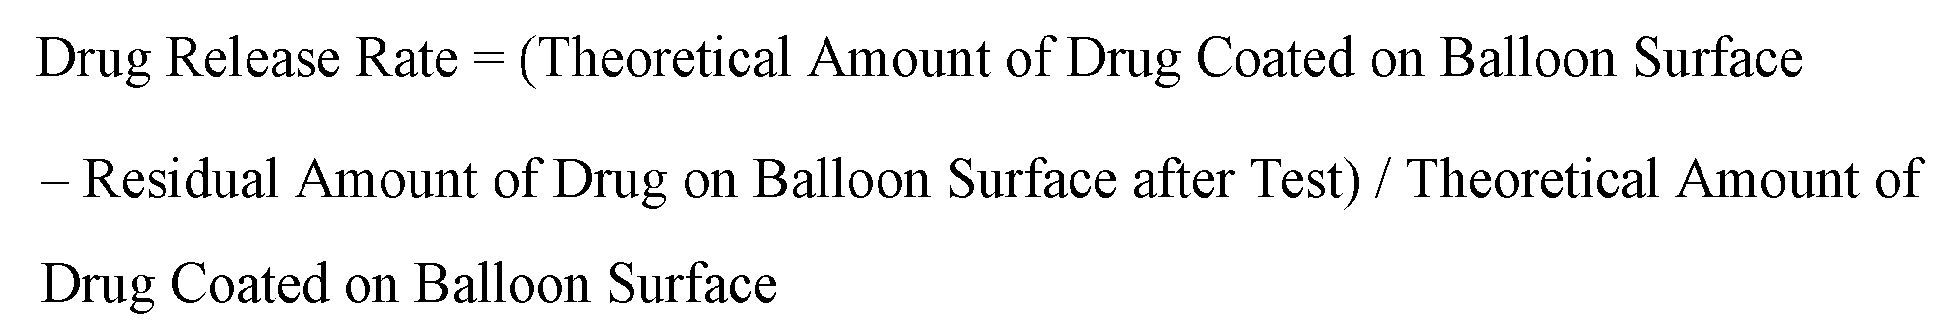 Drug Release Rate = (Theoretical Amount of Drug Coated on Balloon Surface
– Residual Amount of Drug on Balloon Surface after Test) / Theoretical Amount of
Drug Coated on Balloon Surface